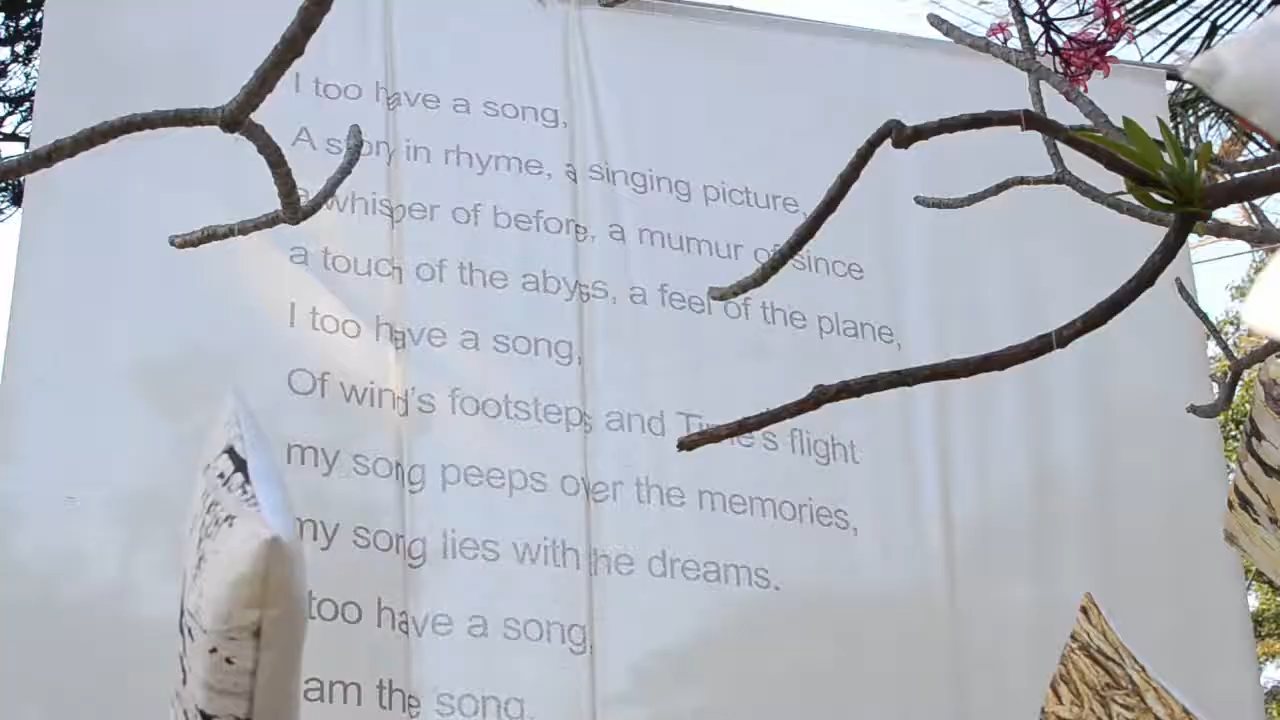 I too have a song,
A story in rhyme, a singing picture,
a whisper of before, a mumur of since
a touch of the abyss, a feel of the plane,
I too have a song,
Of wind's footsteps and Time's flight
my song peeps over the memories,
my song lies with the dreams.
too have a song,
am the song.